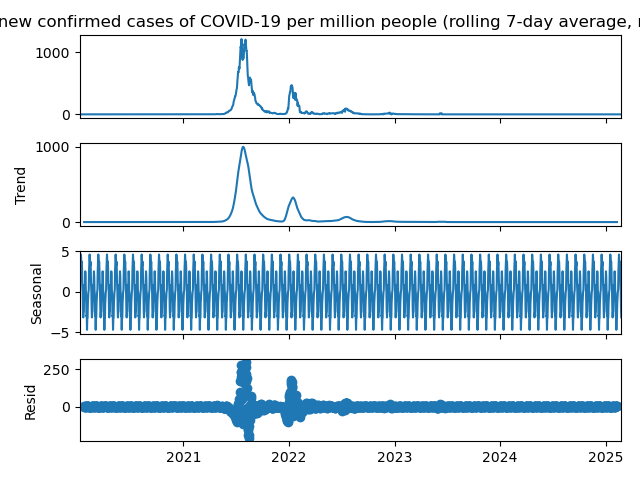 new confirmed cases of COVID-19 per million people (rolling 7-day average,
1000
0
Trend
1000
0
Seasonal
5
0
−5
Resid
250
0
2021 2022 2023 2024 2025